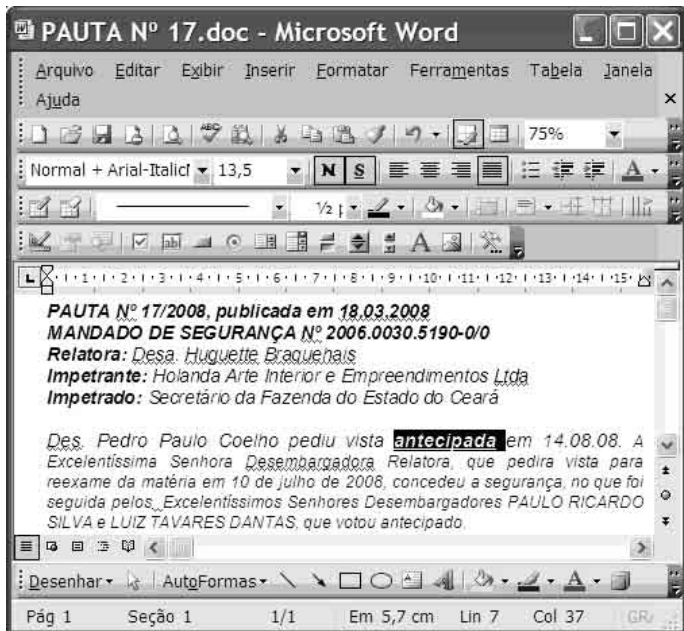 PAUTA Nº 17.doc - Microsoft Word
Arquivo Editar Exibir Inserir Formatar Ferramentas Tabela Janela
Ajuda
75%
Normal + Arial-Italic 13,5 N S A
½
A
PAUTA Nº 17/2008, publicada em 18.03.2008
MANDADO DE SEGURANÇA Nº 2006.0030.5190-0/0
Relatora: Desa. Huguette Braquehais
Impetrante: Holanda Arte Interior e Empreendimentos Ltda
Impetrado: Secretário da Fazenda do Estado do Ceará
Des. Pedro Paulo Coelho pediu vista antecipada em 14.08.08. A
Excelentíssima Senhora Desembargadora Relatora, que pedira vista para
reexame da matéria em 10 de julho de 2008, concedeu a segurança, no que foi
seguida pelos, Excelentíssimos Senhores Desembargadores PAULO RICARDO
SILVA e LUIZ TAVARES DANTAS, que votou antecipado.
Desenhar AutoFormas A
Pág 1 Seção 1 1/1 Em 5,7 cm Lin 7 Col 37